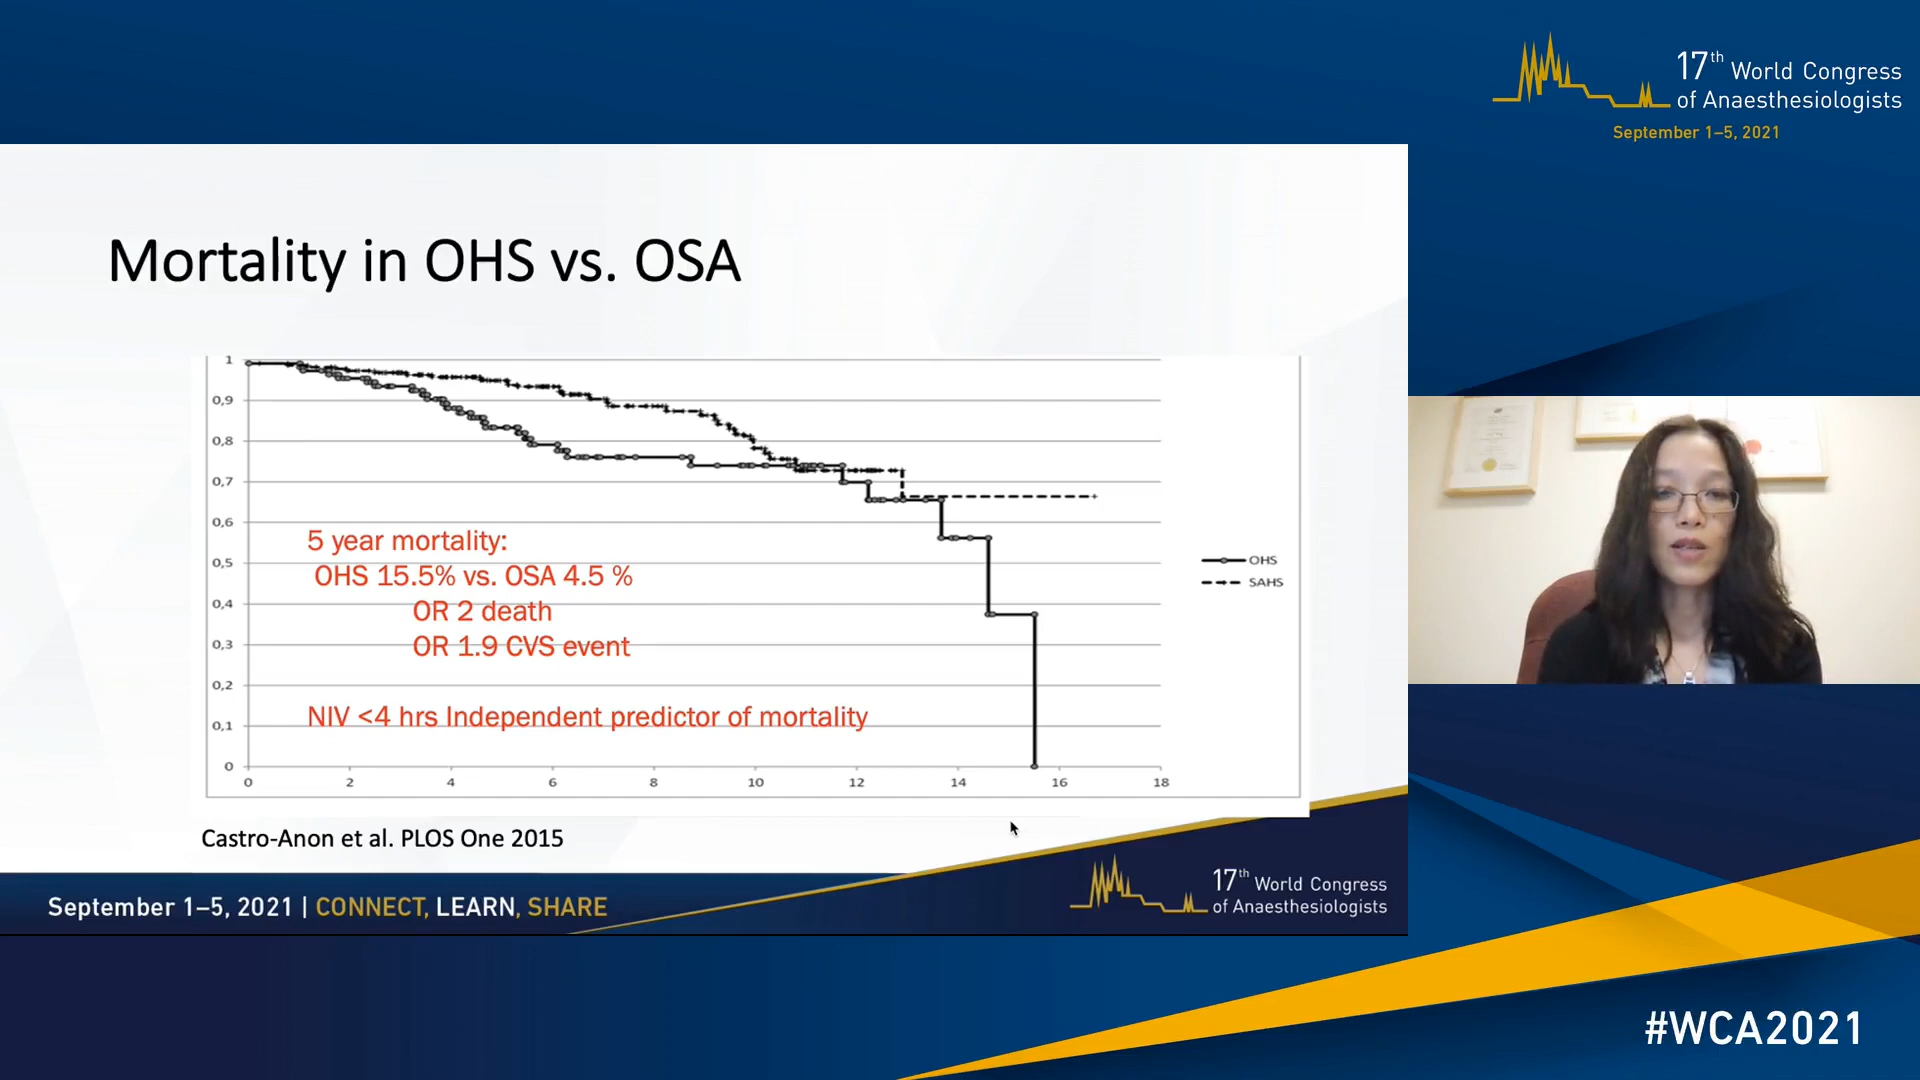 17th World Congress
of Anaesthesiologists
September 1–5, 2021
Mortality in OHS vs. OSA
1
0,9
0,8
0,7
0,6
0,5
0,4
0,3
0,2
0,1
0
0 2 4 6 8 10 12 14 16 18
5 year mortality:
OHS 15.5% vs. OSA 4.5 %
OR 2 death
OR 1.9 CVS event
NIV <4 hrs Independent predictor of mortality
OHS
SAHS
Castro-Anon et al. PLOS One 2015
September 1–5, 2021 | CONNECT, LEARN, SHARE
17th World Congress
of Anaesthesiologists
#WCA2021